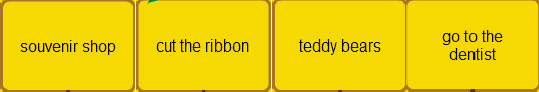 souvenir shop
cut the ribbon
teddy bears
go to the
dentist